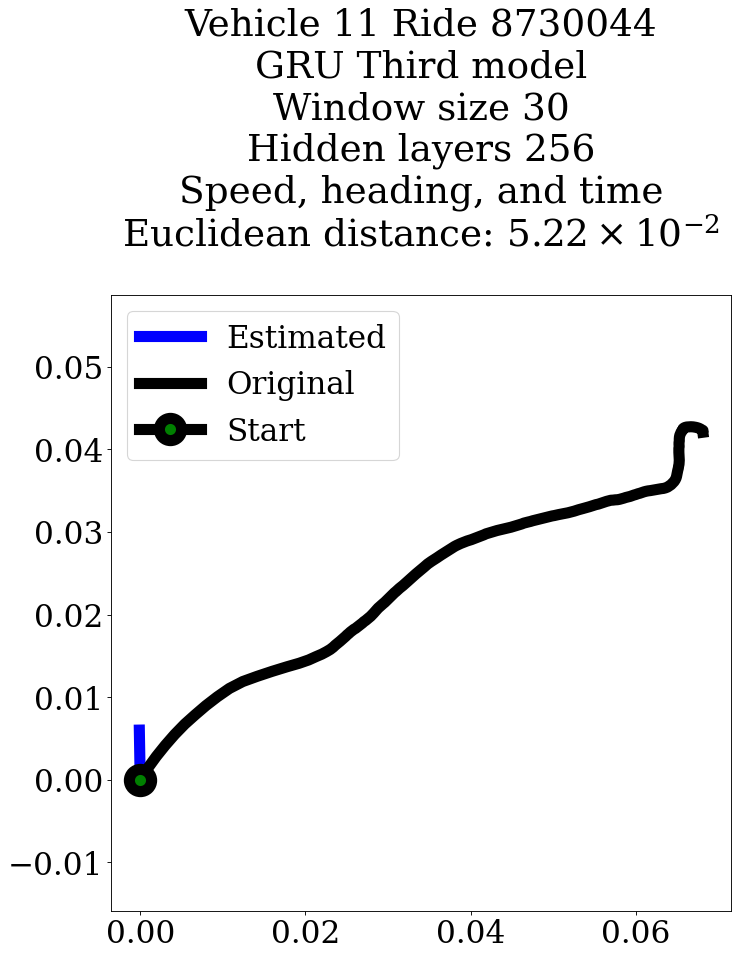 Vehicle 11 Ride 8730044
GRU Third model
Window size 30
Hidden layers 256
Speed, heading, and time
Euclidean distance: 5.22 × 10⁻²
Estimated
Original
Start
0.05
0.04
0.03
0.02
0.01
0.00
−0.01
0.00 0.02 0.04 0.06